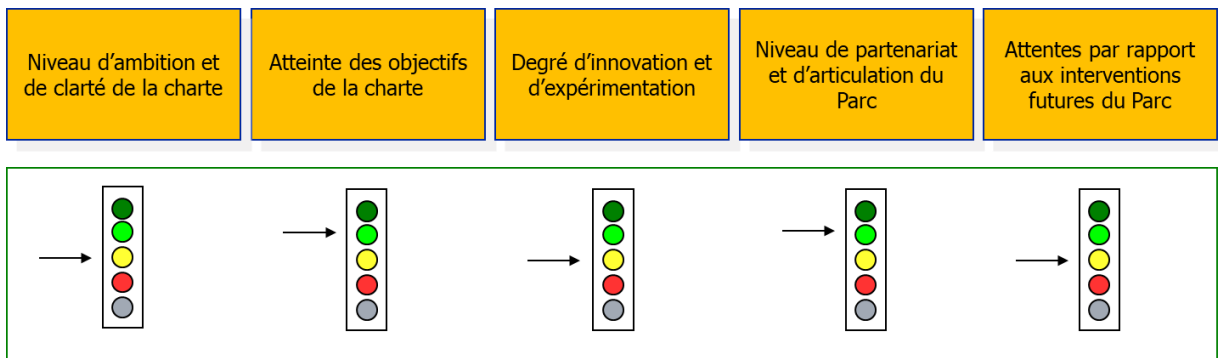 Niveau d'ambition et
de clarté de la charte
Atteinte des objectifs
de la charte
Degré d'innovation et
d'expérimentation
Niveau de partenariat
et d'articulation du
Parc
Attentes par rapport
aux interventions
futures du Parc